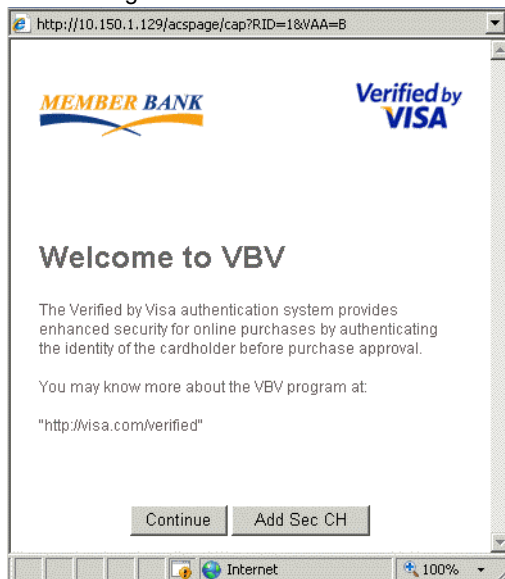 http://10.150.1.129/acspage/cap?RID=1&VAA=B
MEMBER BANK
Verified by
VISA
Welcome to VBV
The Verified by Visa authentication system provides
enhanced security for online purchases by authenticating
the identity of the cardholder before purchase approval.
You may know more about the VBV program at:
"http://visa.com/verified"
Continue
Add Sec CH
Internet
100%